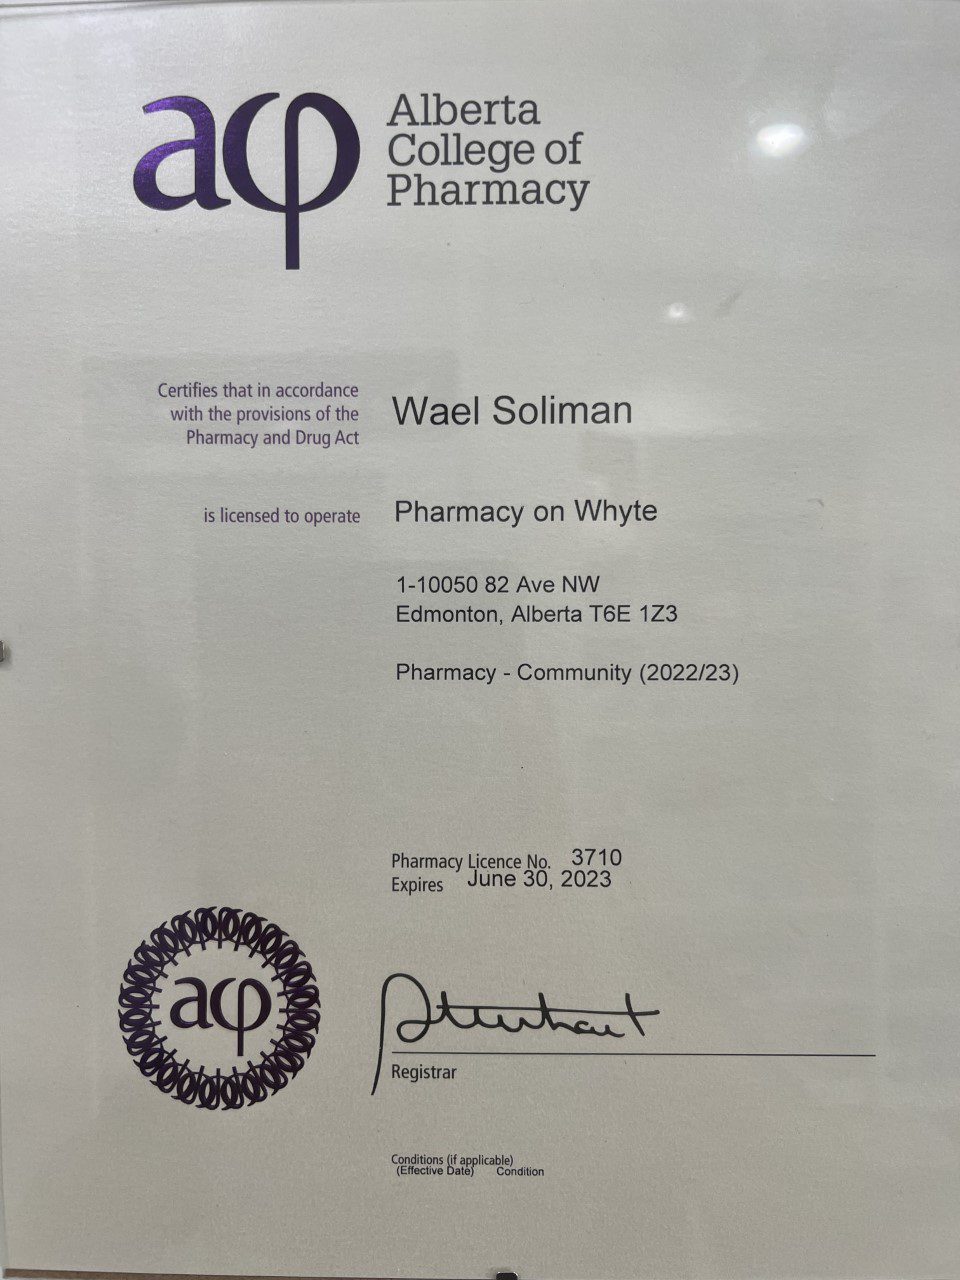 acp
Alberta
College of
Pharmacy
Certifies that in accordance
with the provisions of the
Pharmacy and Drug Act
Wael Soliman
is licensed to operate
Pharmacy on Whyte
1-10050 82 Ave NW
Edmonton, Alberta T6E 1Z3
Pharmacy - Community (2022/23)
Pharmacy Licence No. 3710
Expires June 30, 2023
acp
Registrar
Conditions (if applicable)
(Effective Date) Condition